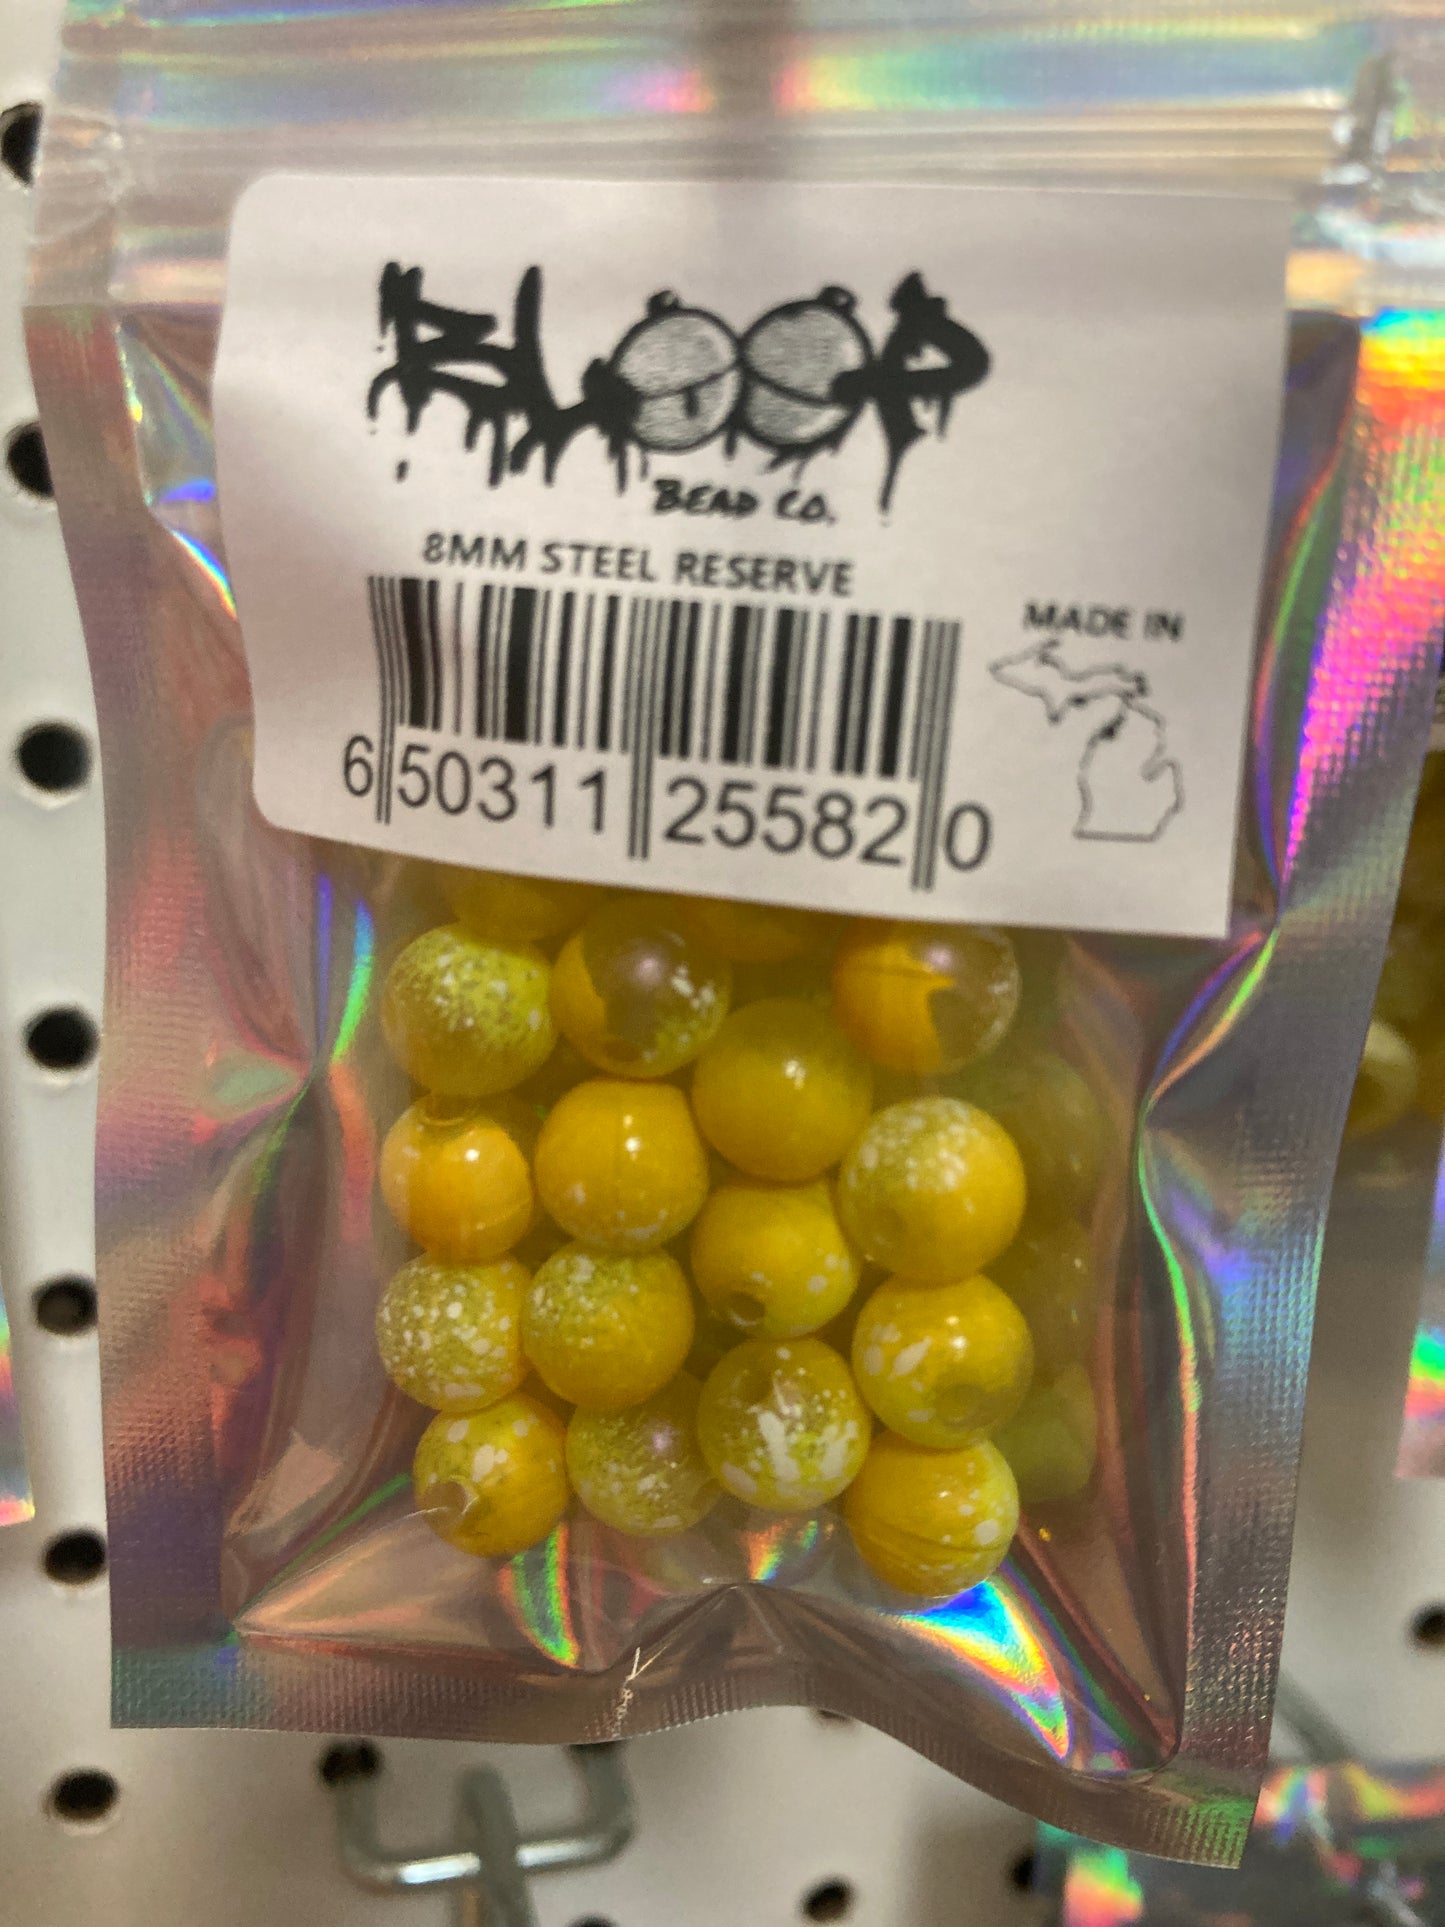 BLOOP
BEAD CO.
8MM STEEL RESERVE
MADE IN
6 50311 25582 0